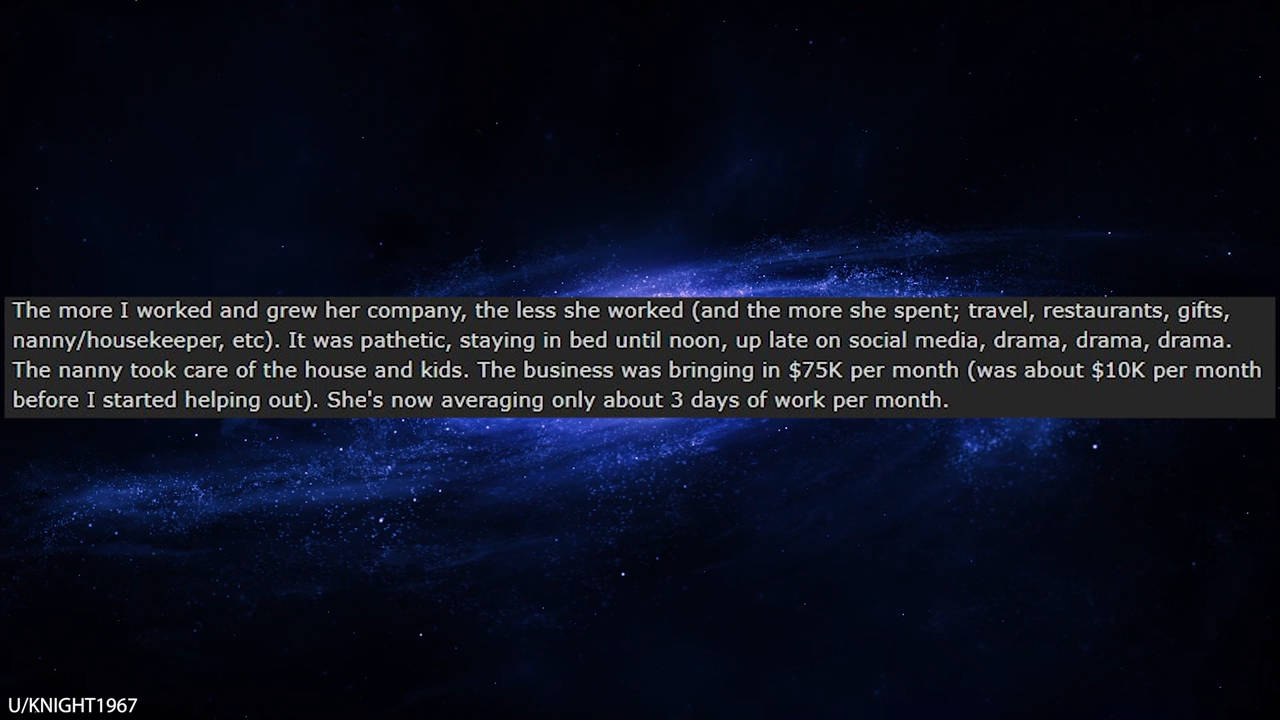 The more I worked and grew her company, the less she worked (and the more she spent; travel, restaurants, gifts,
nanny/housekeeper, etc). It was pathetic, staying in bed until noon, up late on social media, drama, drama, drama.
The nanny took care of the house and kids. The business was bringing in $75K per month (was about $10K per month
before I started helping out). She's now averaging only about 3 days of work per month.
U/KNIGHT1967